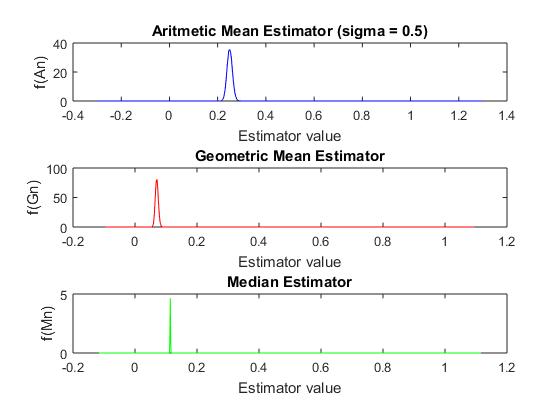 Aritmetic Mean Estimator (sigma = 0.5)
40
20
0
f(An)
-0.4 -0.2 0 0.2 0.4 0.6 0.8 1 1.2 1.4
Estimator value
Geometric Mean Estimator
100
50
0
f(Gn)
-0.2 0 0.2 0.4 0.6 0.8 1 1.2
Estimator value
Median Estimator
5
0
f(Mn)
-0.2 0 0.2 0.4 0.6 0.8 1 1.2
Estimator value